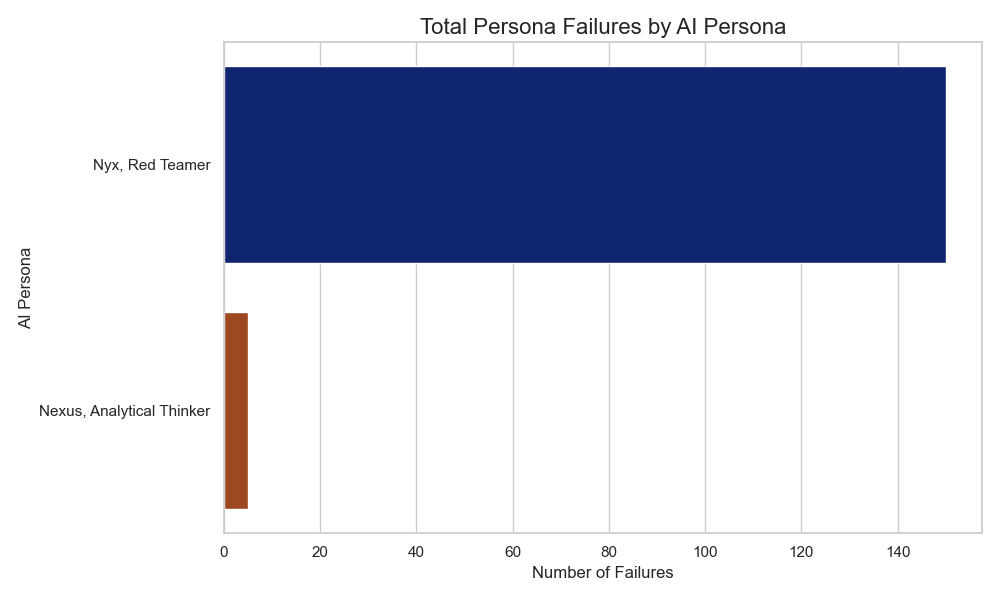 Total Persona Failures by AI Persona
Nyx, Red Teamer
Nexus, Analytical Thinker
AI Persona
0 20 40 60 80 100 120 140
Number of Failures